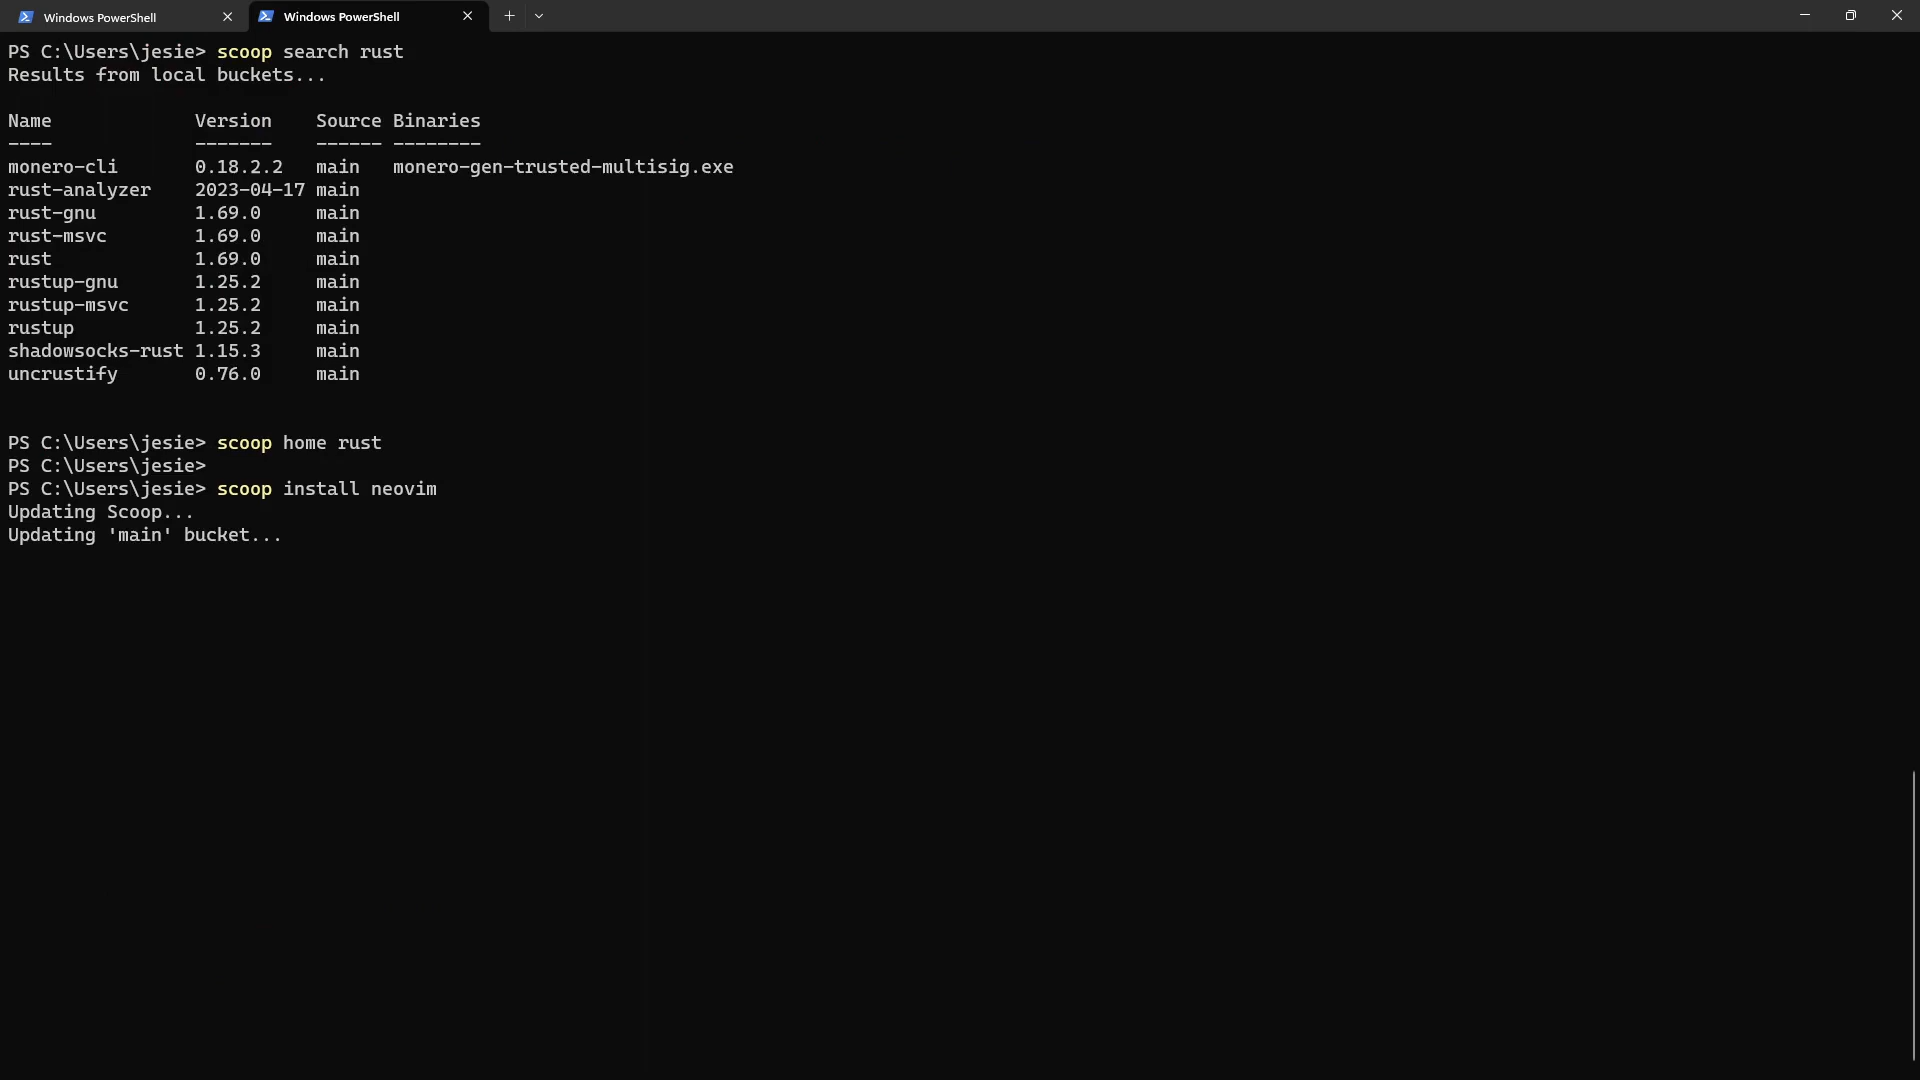 Windows PowerShell
Windows PowerShell
PS C:\Users\jesie> scoop search rust
Results from local buckets...
Name Version Source Binaries
---- ------- ------ --------
monero-cli 0.18.2.2 main monero-gen-trusted-multisig.exe
rust-analyzer 2023-04-17 main
rust-gnu 1.69.0 main
rust-msvc 1.69.0 main
rust 1.69.0 main
rustup-gnu 1.25.2 main
rustup-msvc 1.25.2 main
rustup 1.25.2 main
shadowsocks-rust 1.15.3 main
uncrustify 0.76.0 main
PS C:\Users\jesie> scoop home rust
PS C:\Users\jesie>
PS C:\Users\jesie> scoop install neovim
Updating Scoop...
Updating 'main' bucket...